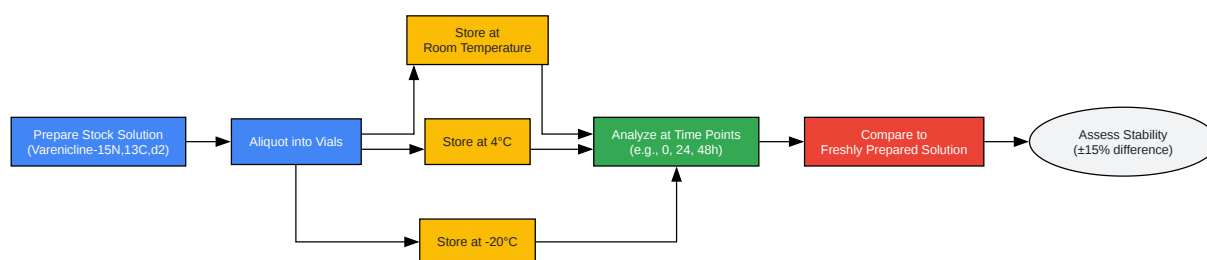 Prepare Stock Solution
(Varenicline-15N,13C,d2)
Aliquot into Vials
Store at
Room Temperature
Store at 4°C
Store at -20°C
Analyze at Time Points
(e.g., 0, 24, 48h)
Compare to
Freshly Prepared Solution
Assess Stability
(±15% difference)